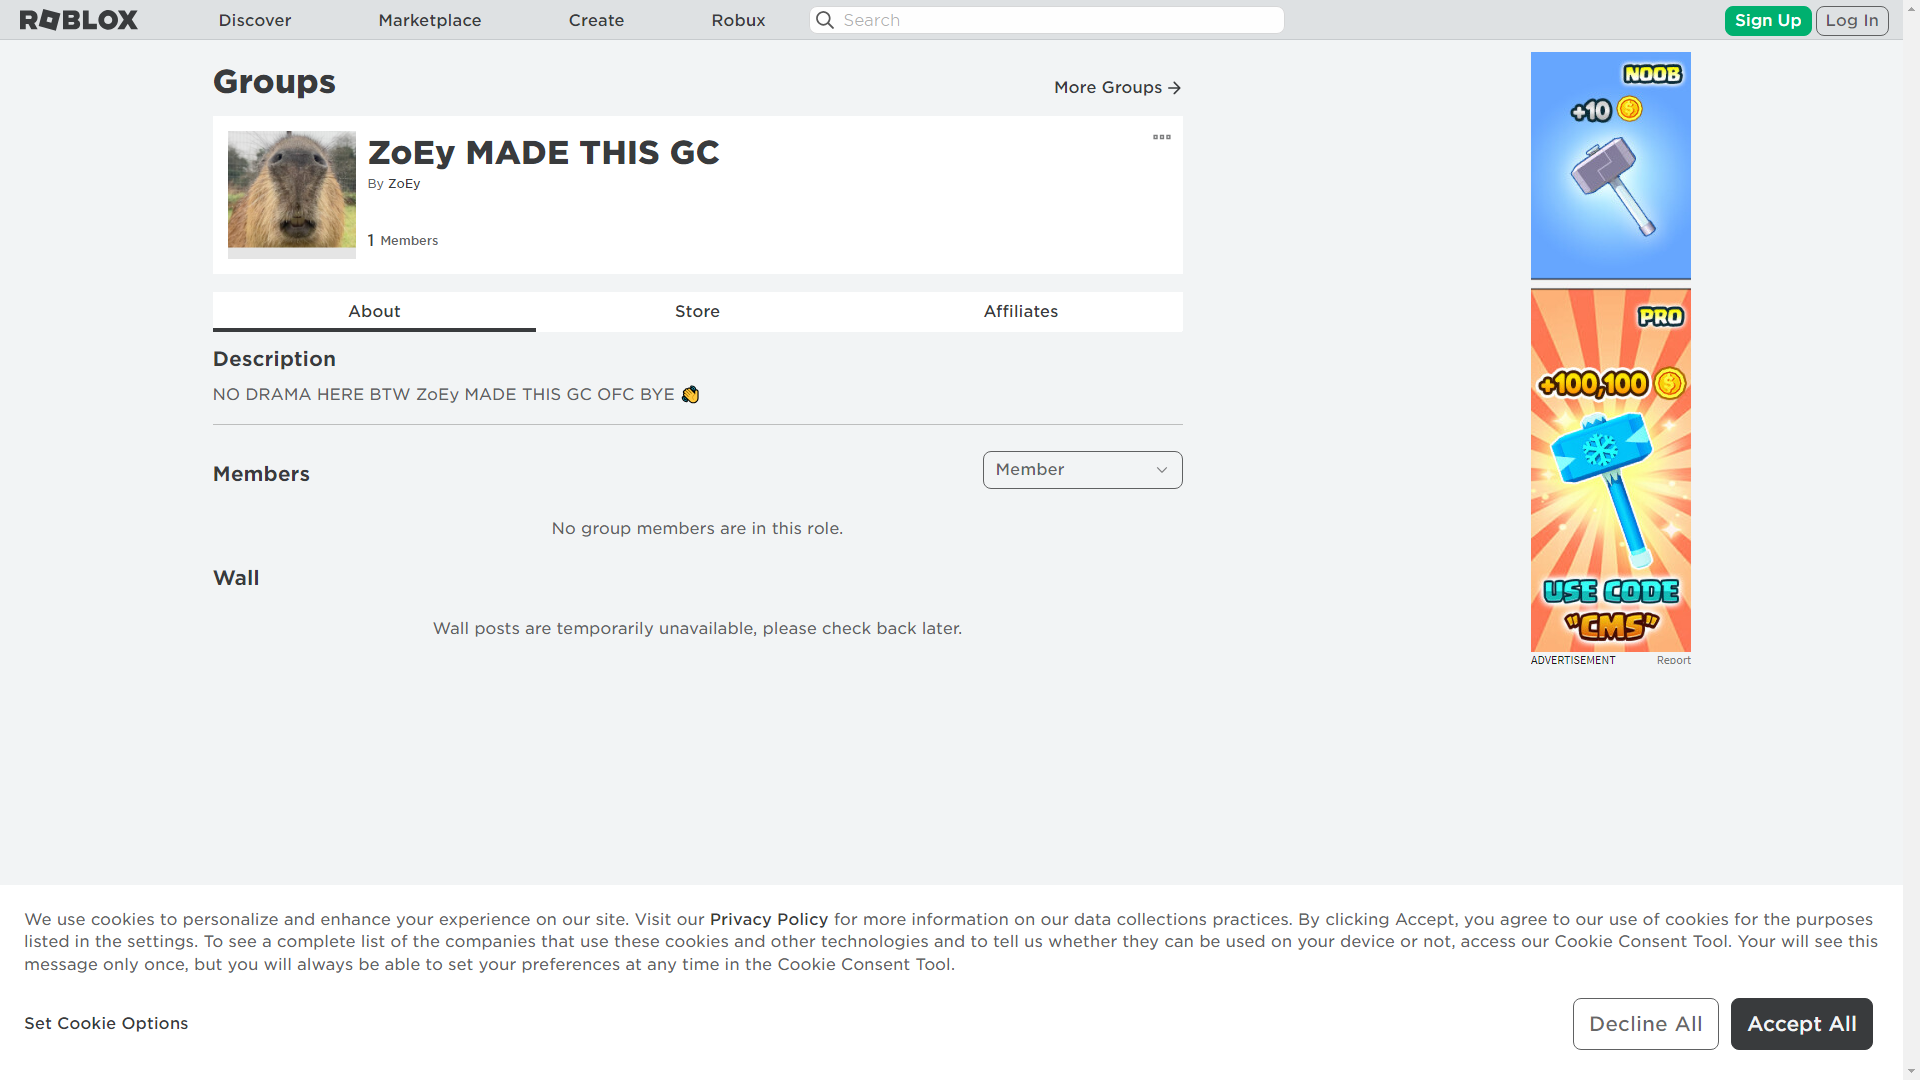 ROBLOX
Discover
Marketplace
Create
Robux
Search
Sign Up
Log In
Groups
More Groups
ZoEy MADE THIS GC
By ZoEy
1 Members
About
Store
Affiliates
Description
NO DRAMA HERE BTW ZoEy MADE THIS GC OFC BYE 👋
Members
Member
No group members are in this role.
Wall
Wall posts are temporarily unavailable, please check back later.
NOOB
+10
PRO
+100,100
USE CODE
"CMS"
ADVERTISEMENT
Report
We use cookies to personalize and enhance your experience on our site. Visit our Privacy Policy for more information on our data collections practices. By clicking Accept, you agree to our use of cookies for the purposes
listed in the settings. To see a complete list of the companies that use these cookies and other technologies and to tell us whether they can be used on your device or not, access our Cookie Consent Tool. Your will see this
message only once, but you will always be able to set your preferences at any time in the Cookie Consent Tool.
Set Cookie Options
Decline All
Accept All